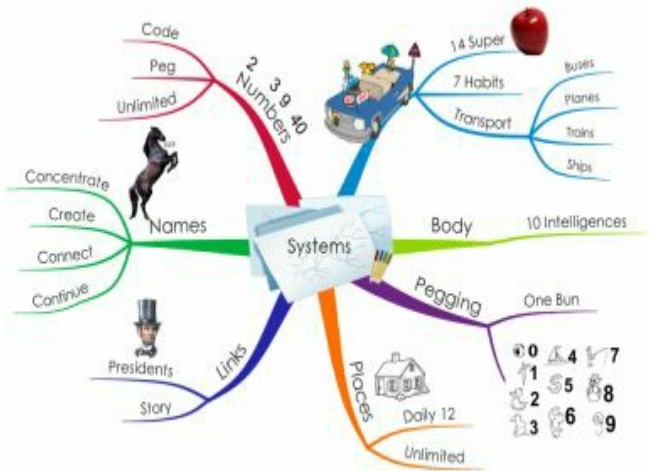 Systems
14 Super
7 Habits
Transport
Buses
Planes
Trains
Ships
Body
10 Intelligences
Pegging
One Bun
0 4 7
1 5 8
2 6 9
3
Places
Daily 12
Unlimited
Links
Presidents
Story
Names
Concentrate
Create
Connect
Continue
Numbers
2 3 9 40
Code
Peg
Unlimited